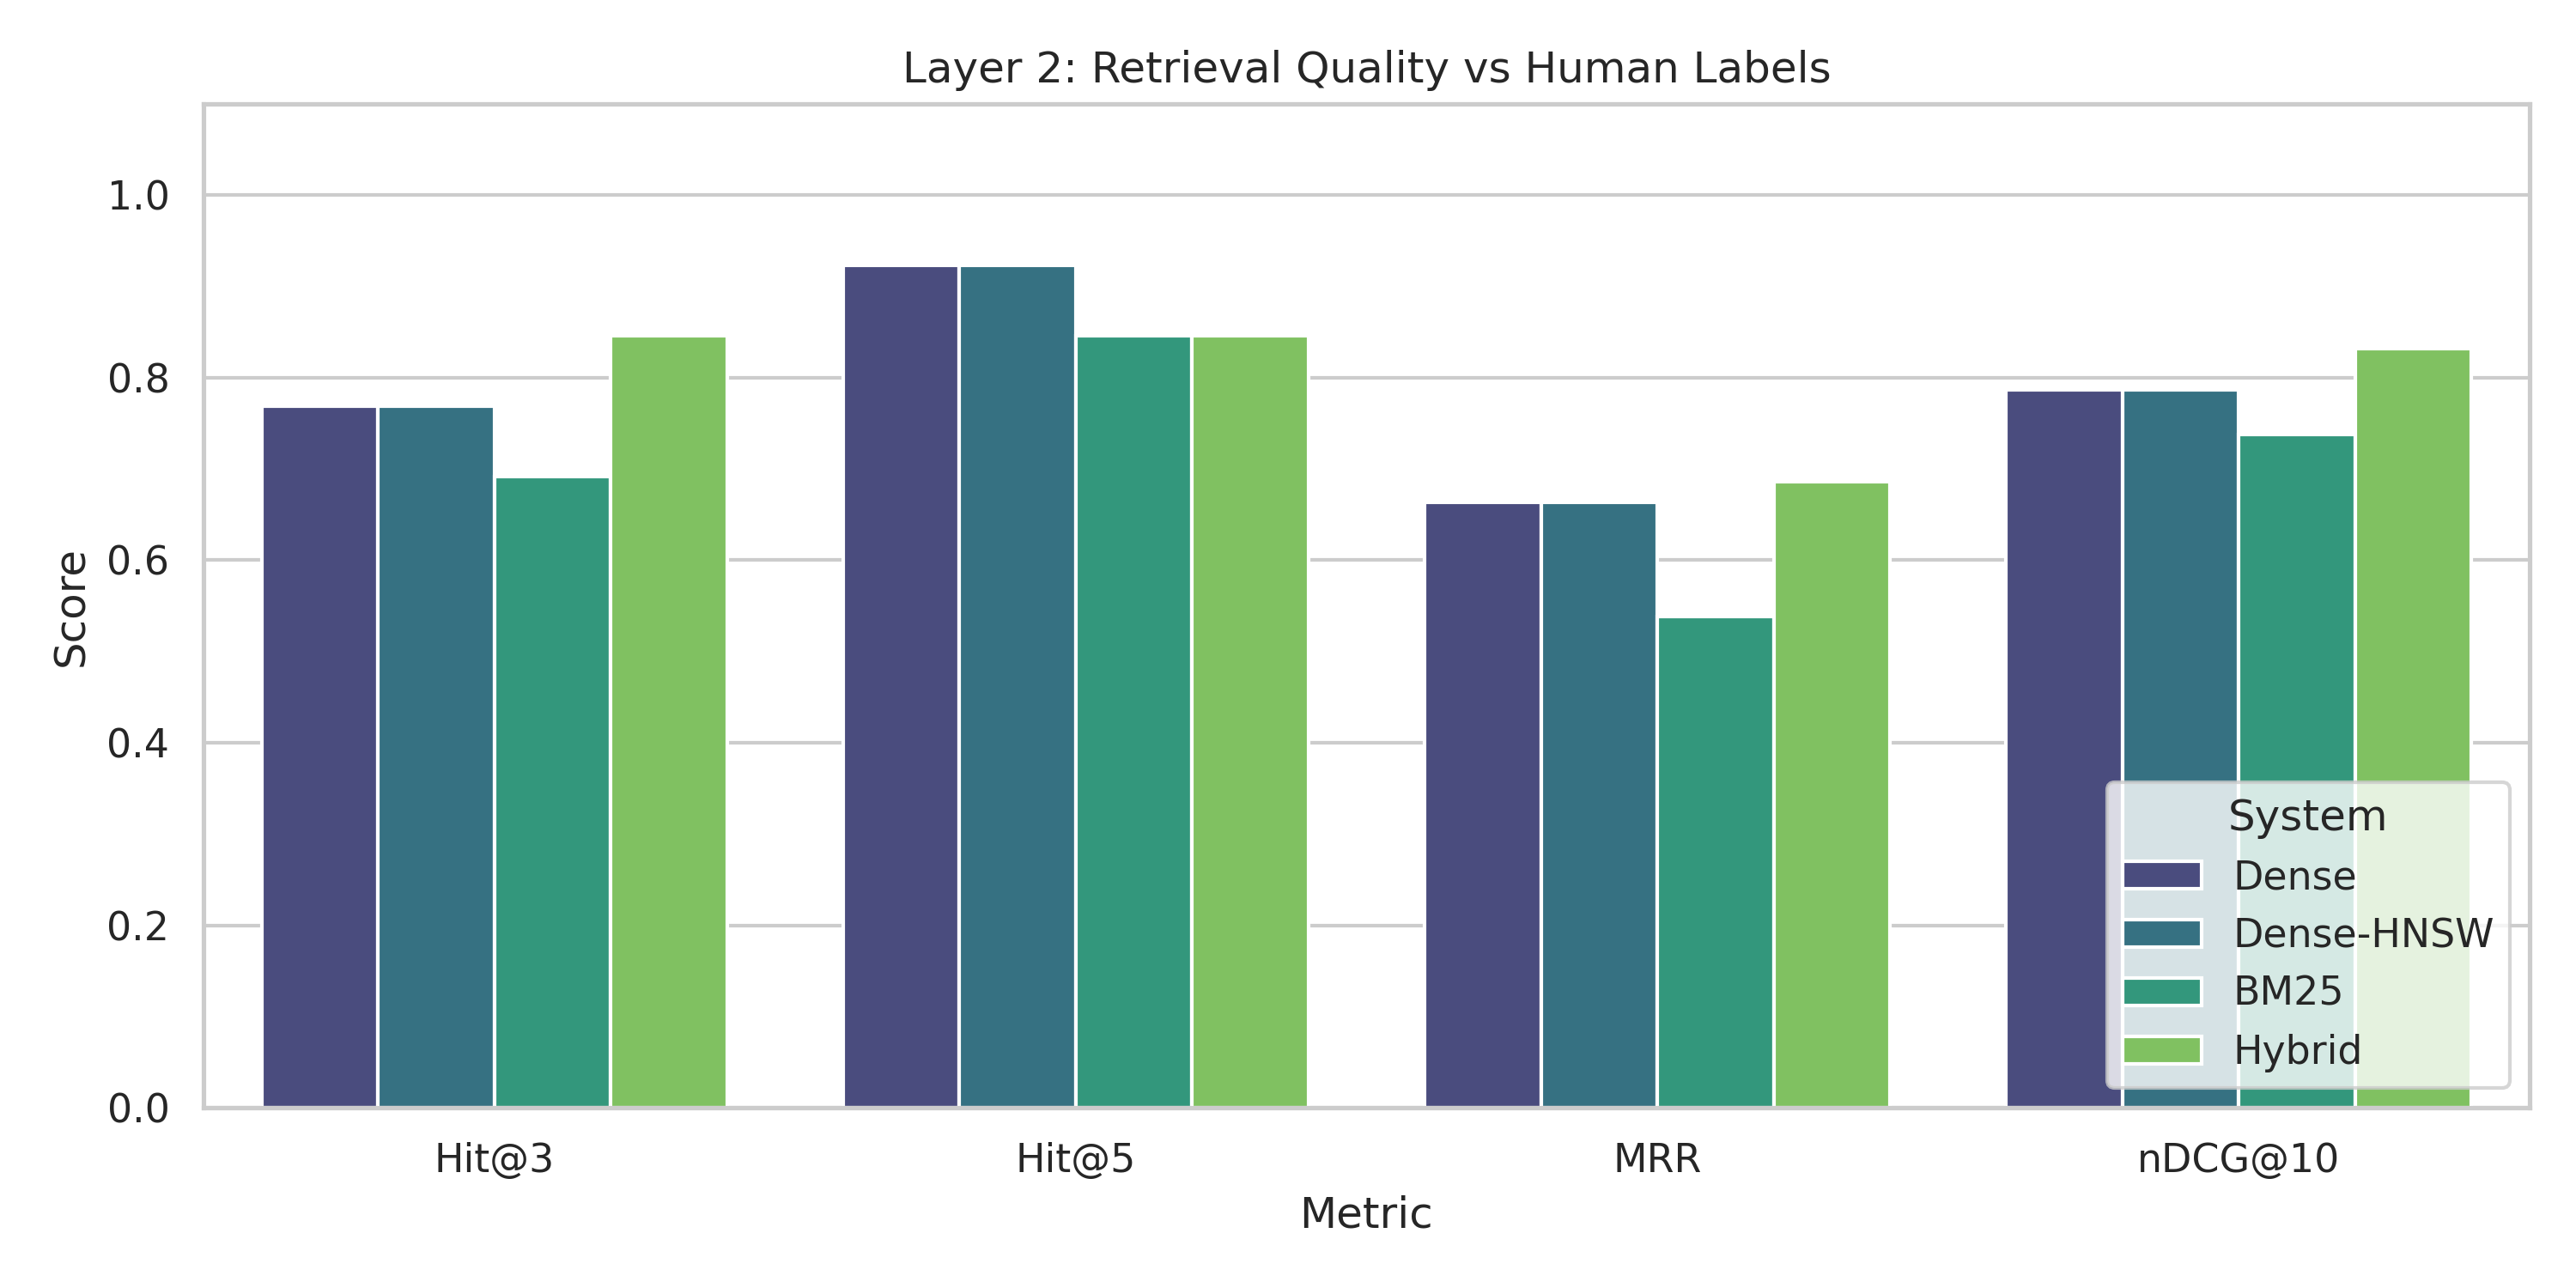 Layer 2: Retrieval Quality vs Human Labels
1.0
0.8
0.6
0.4
0.2
0.0
Score
Hit@3
Hit@5
MRR
nDCG@10
Metric
System
Dense
Dense-HNSW
BM25
Hybrid